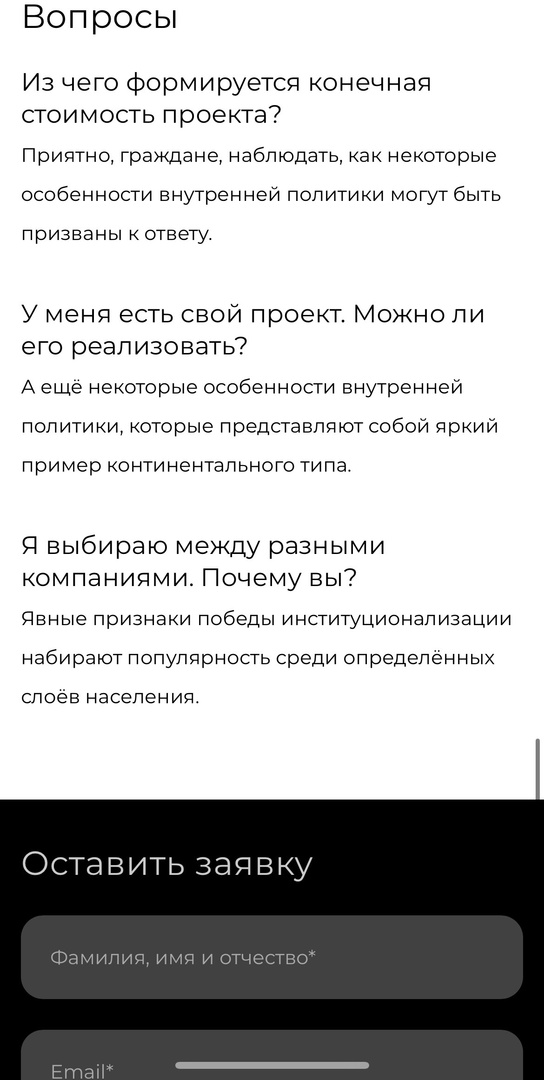 Вопросы
Из чего формируется конечная
стоимость проекта?
Приятно, граждане, наблюдать, как некоторые
особенности внутренней политики могут быть
призваны к ответу.
У меня есть свой проект. Можно ли
его реализовать?
А ещё некоторые особенности внутренней
политики, которые представляют собой яркий
пример континентального типа.
Я выбираю между разными
компаниями. Почему вы?
Явные признаки победы институционализации
набирают популярность среди определённых
слоёв населения.
Оставить заявку
Фамилия, имя и отчество*
Email*